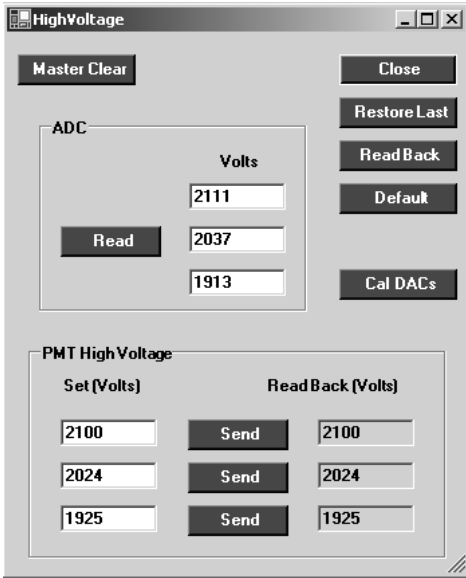 HighVoltage
Master Clear
Close
Restore Last
ADC
Volts
Read Back
2111
Default
Read
2037
1913
Cal DACs
PMT High Voltage
Set (Volts) Read Back (Volts)
2100 Send 2100
2024 Send 2024
1925 Send 1925